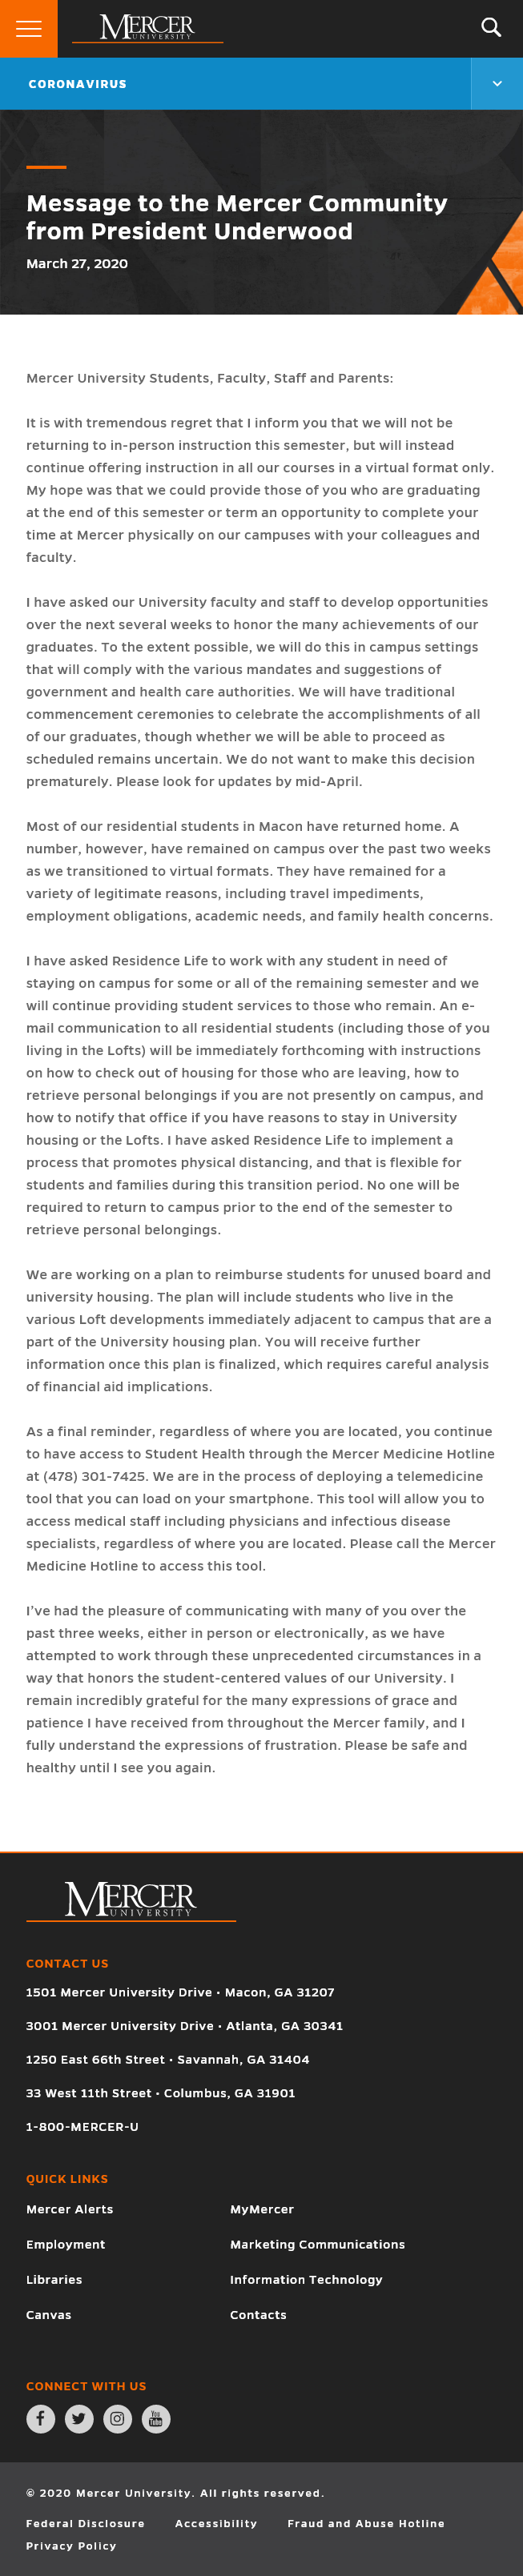 MERCER
UNIVERSITY
CORONAVIRUS
Message to the Mercer Community
from President Underwood
March 27, 2020
Mercer University Students, Faculty, Staff and Parents:
It is with tremendous regret that I inform you that we will not be
returning to in-person instruction this semester, but will instead
continue offering instruction in all our courses in a virtual format only.
My hope was that we could provide those of you who are graduating
at the end of this semester or term an opportunity to complete your
time at Mercer physically on our campuses with your colleagues and
faculty.
I have asked our University faculty and staff to develop opportunities
over the next several weeks to honor the many achievements of our
graduates. To the extent possible, we will do this in campus settings
that will comply with the various mandates and suggestions of
government and health care authorities. We will have traditional
commencement ceremonies to celebrate the accomplishments of all
of our graduates, though whether we will be able to proceed as
scheduled remains uncertain. We do not want to make this decision
prematurely. Please look for updates by mid-April.
Most of our residential students in Macon have returned home. A
number, however, have remained on campus over the past two weeks
as we transitioned to virtual formats. They have remained for a
variety of legitimate reasons, including travel impediments,
employment obligations, academic needs, and family health concerns.
I have asked Residence Life to work with any student in need of
staying on campus for some or all of the remaining semester and we
will continue providing student services to those who remain. An e-
mail communication to all residential students (including those of you
living in the Lofts) will be immediately forthcoming with instructions
on how to check out of housing for those who are leaving, how to
retrieve personal belongings if you are not presently on campus, and
how to notify that office if you have reasons to stay in University
housing or the Lofts. I have asked Residence Life to implement a
process that promotes physical distancing, and that is flexible for
students and families during this transition period. No one will be
required to return to campus prior to the end of the semester to
retrieve personal belongings.
We are working on a plan to reimburse students for unused board and
university housing. The plan will include students who live in the
various Loft developments immediately adjacent to campus that are a
part of the University housing plan. You will receive further
information once this plan is finalized, which requires careful analysis
of financial aid implications.
As a final reminder, regardless of where you are located, you continue
to have access to Student Health through the Mercer Medicine Hotline
at (478) 301-7425. We are in the process of deploying a telemedicine
tool that you can load on your smartphone. This tool will allow you to
access medical staff including physicians and infectious disease
specialists, regardless of where you are located. Please call the Mercer
Medicine Hotline to access this tool.
I’ve had the pleasure of communicating with many of you over the
past three weeks, either in person or electronically, as we have
attempted to work through these unprecedented circumstances in a
way that honors the student-centered values of our University. I
remain incredibly grateful for the many expressions of grace and
patience I have received from throughout the Mercer family, and I
fully understand the expressions of frustration. Please be safe and
healthy until I see you again.
MERCER
UNIVERSITY
CONTACT US
1501 Mercer University Drive • Macon, GA 31207
3001 Mercer University Drive • Atlanta, GA 30341
1250 East 66th Street • Savannah, GA 31404
33 West 11th Street • Columbus, GA 31901
1-800-MERCER-U
QUICK LINKS
Mercer Alerts MyMercer
Employment Marketing Communications
Libraries Information Technology
Canvas Contacts
CONNECT WITH US
You Tube
© 2020 Mercer University. All rights reserved.
Federal Disclosure Accessibility Fraud and Abuse Hotline
Privacy Policy